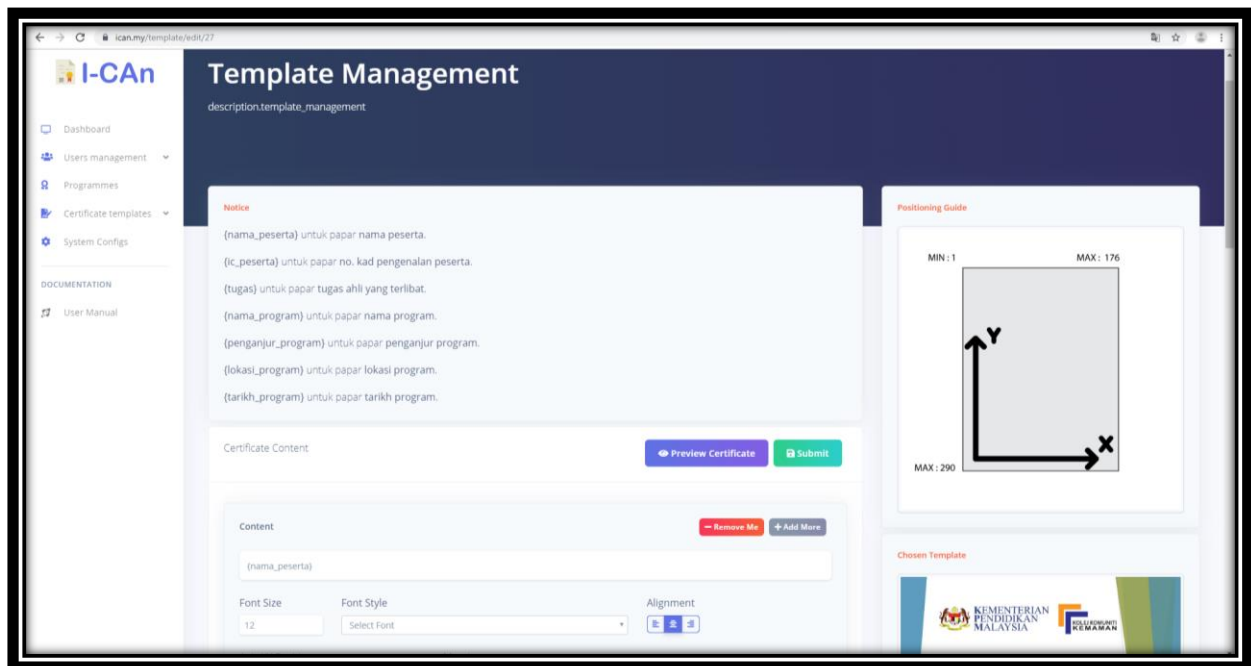 ican.my/template/edit/27
I-CAn
Dashboard
Users management
Programmes
Certificate templates
System Configs
DOCUMENTATION
User Manual
Template Management
description.template_management
Notice
{nama_peserta} untuk papar nama peserta.
{ic_peserta} untuk papar no. kad pengenalan peserta.
{tugas} untuk papar tugas ahli yang terlibat.
{nama_program} untuk papar nama program.
{penganjur_program} untuk papar penganjur program.
{lokasi_program} untuk papar lokasi program.
{tarikh_program} untuk papar tarikh program.
Certificate Content
Preview Certificate
Submit
Content
Remove Me
Add More
{nama_peserta}
Font Size
Font Style
Alignment
12
Select Font
Positioning Guide
MIN : 1
MAX : 176
Y
X
MAX : 290
Chosen Template
KEMENTERIAN
PENDIDIKAN
MALAYSIA
KOLEJ KOMUNITI
KEMAMAN